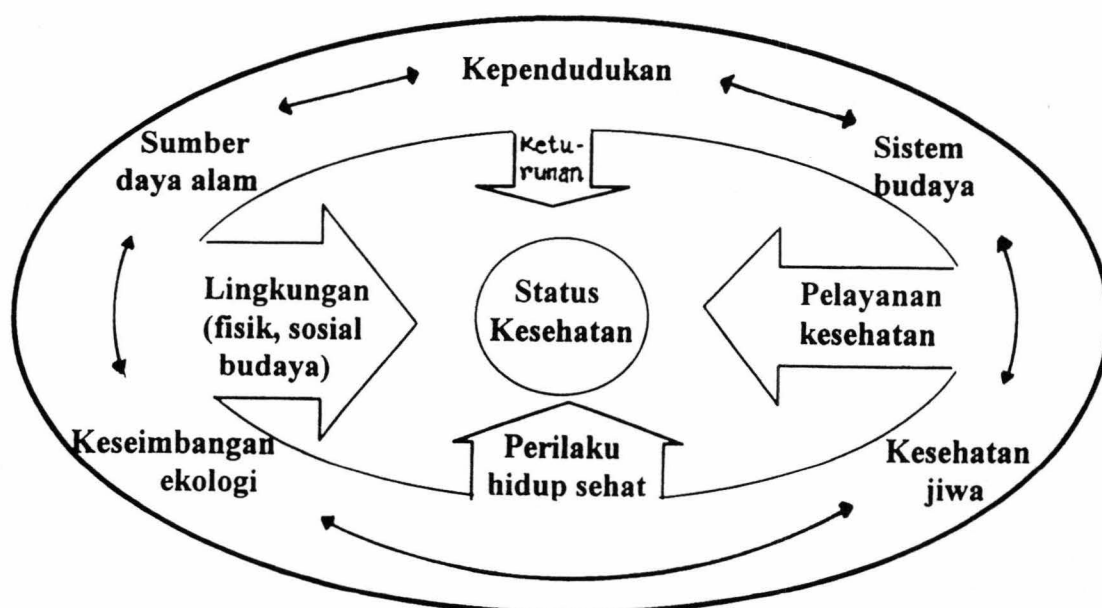 Kependudukan
Sumber
daya alam
Ketu-
runan
Sistem
budaya
Lingkungan
(fisik, sosial
budaya)
Status
Kesehatan
Pelayanan
kesehatan
Keseimbangan
ekologi
Perilaku
hidup sehat
Kesehatan
jiwa